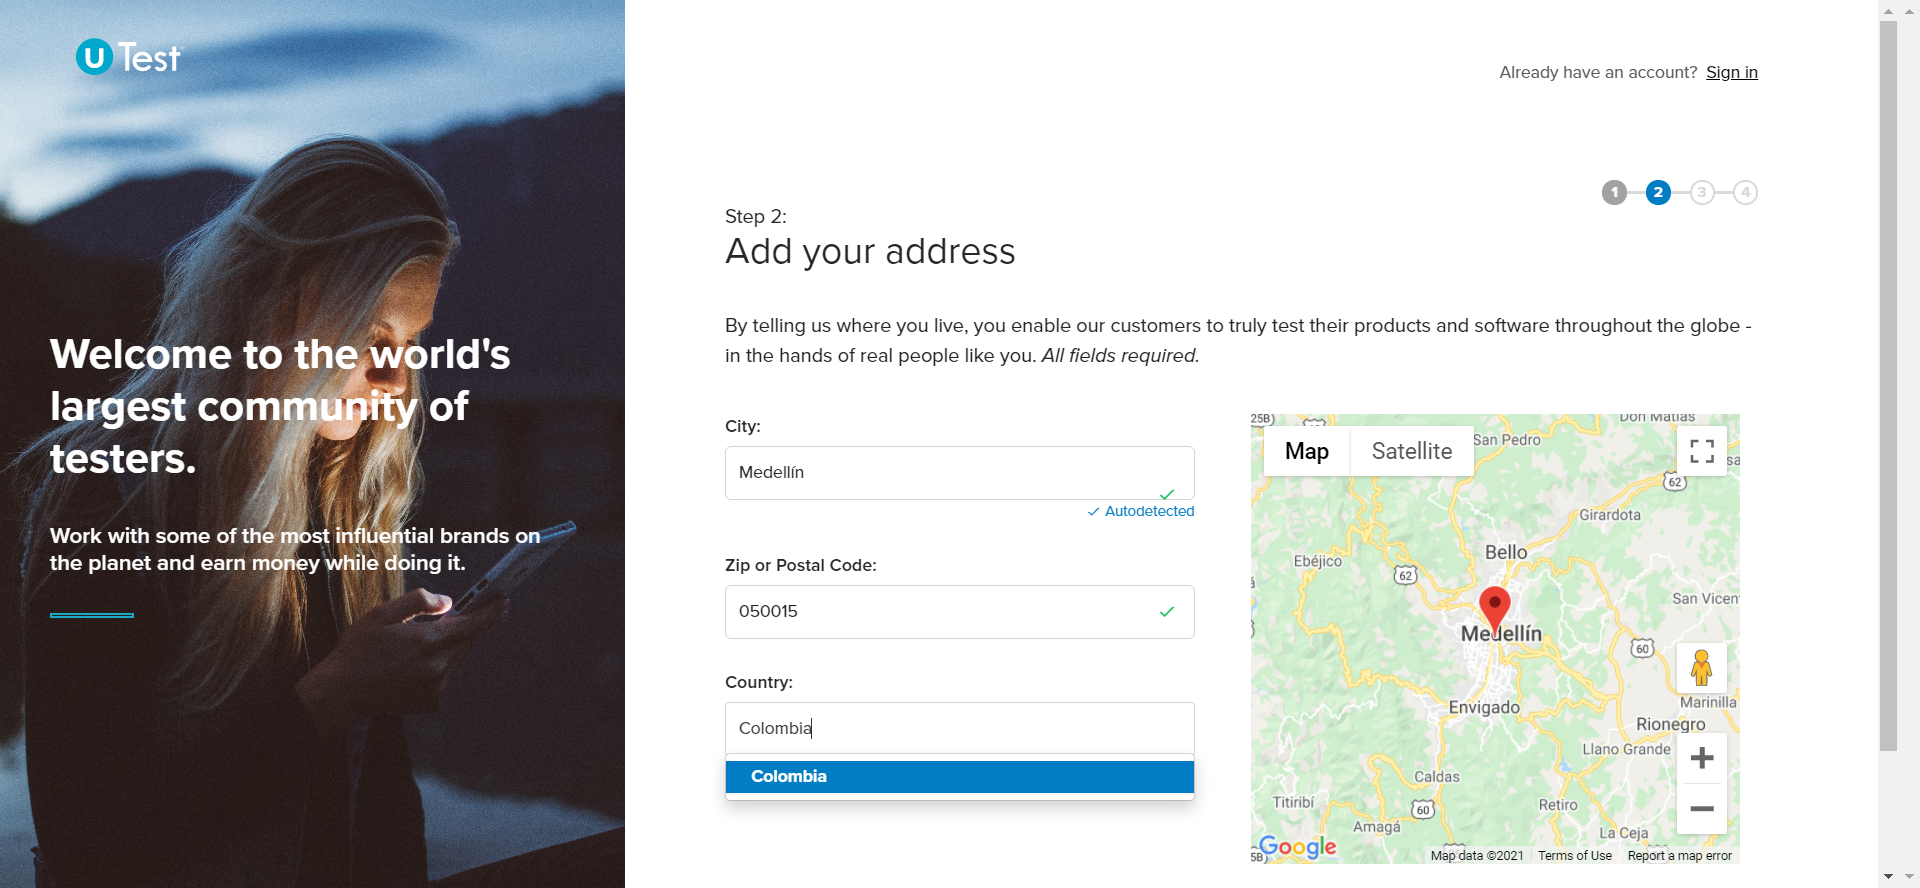 U Test
Already have an account? Sign in
1 2 3 4
Step 2:
Add your address
By telling us where you live, you enable our customers to truly test their products and software throughout the globe -
in the hands of real people like you. All fields required.
Welcome to the world's
largest community of
testers.
Work with some of the most influential brands on
the planet and earn money while doing it.
City:
Medellín
Autodetected
Zip or Postal Code:
050015
Country:
Colombia
Colombia
25B
Don Matías
Map
Satellite
San Pedro
62
Girardota
Bello
Ebéjico
62
San Vicen
Medellín
60
Envigado
Marinilla
Rionegro
Llano Grande
Caldas
Titiribí
60
Retiro
Amagá
La Ceja
Google
Map data ©2021
Terms of Use
Report a map error